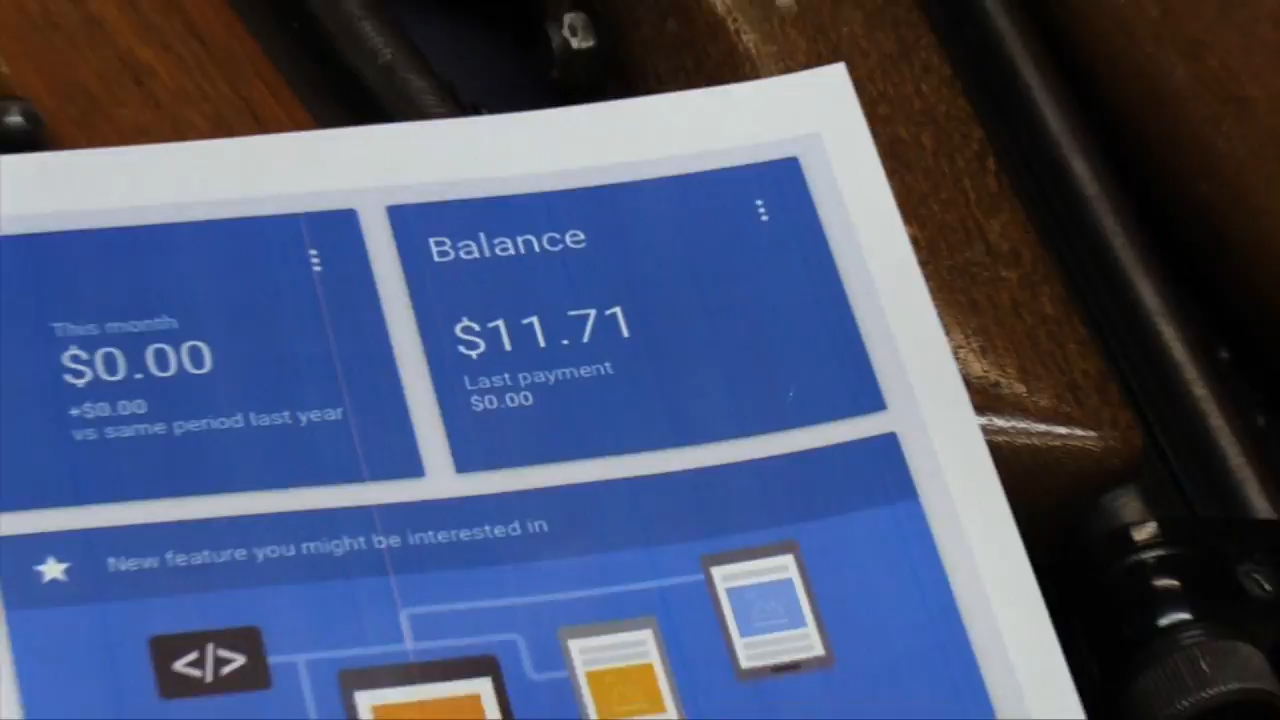 This month
$0.00
+$0.00
vs same period last year
Balance
$11.71
Last payment
$0.00
New feature you might be interested in
</>